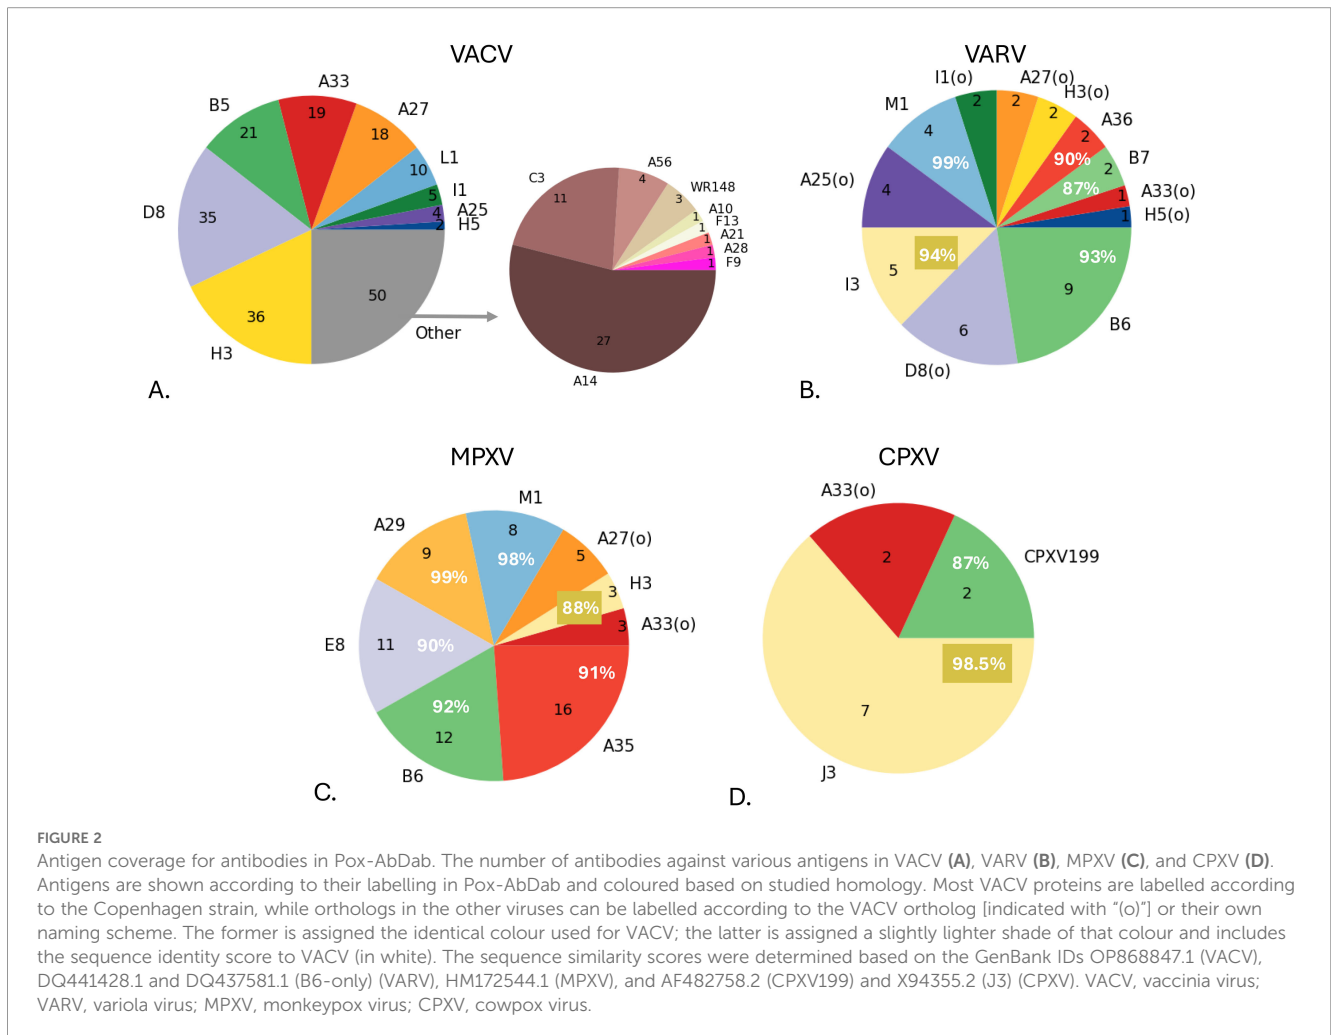 VACV
A33
19
A27
18
B5
21
L1
10
I1
5
A25
4
H5
2
D8
35
H3
36
50
Other
C3
11
A56
4
WR148
3
A10
1
F13
1
A21
1
A28
1
F9
1
27
A14
A.
VARV
I1(o)
2
A27(o)
2
H3(o)
2
A36
2
90%
B7
2
87%
A33(o)
1
H5(o)
1
M1
4
99%
A25(o)
4
I3
5
94%
D8(o)
6
93%
9
B6
B.
MPXV
M1
8
98%
A27(o)
5
H3
3
88%
A33(o)
3
A29
9
99%
E8
11
90%
92%
12
B6
91%
16
A35
C.
CPXV
A33(o)
2
CPXV199
87%
2
98.5%
7
J3
D.
FIGURE 2
Antigen coverage for antibodies in Pox-AbDab. The number of antibodies against various antigens in VACV (A), VARV (B), MPXV (C), and CPXV (D).
Antigens are shown according to their labelling in Pox-AbDab and coloured based on studied homology. Most VACV proteins are labelled according
to the Copenhagen strain, while orthologs in the other viruses can be labelled according to the VACV ortholog [indicated with “(o)”] or their own
naming scheme. The former is assigned the identical colour used for VACV; the latter is assigned a slightly lighter shade of that colour and includes
the sequence identity score to VACV (in white). The sequence similarity scores were determined based on the GenBank IDs OP868847.1 (VACV),
DQ441428.1 and DQ437581.1 (B6-only) (VARV), HM172544.1 (MPXV), and AF482758.2 (CPXV199) and X94355.2 (J3) (CPXV). VACV, vaccinia virus;
VARV, variola virus; MPXV, monkeypox virus; CPXV, cowpox virus.